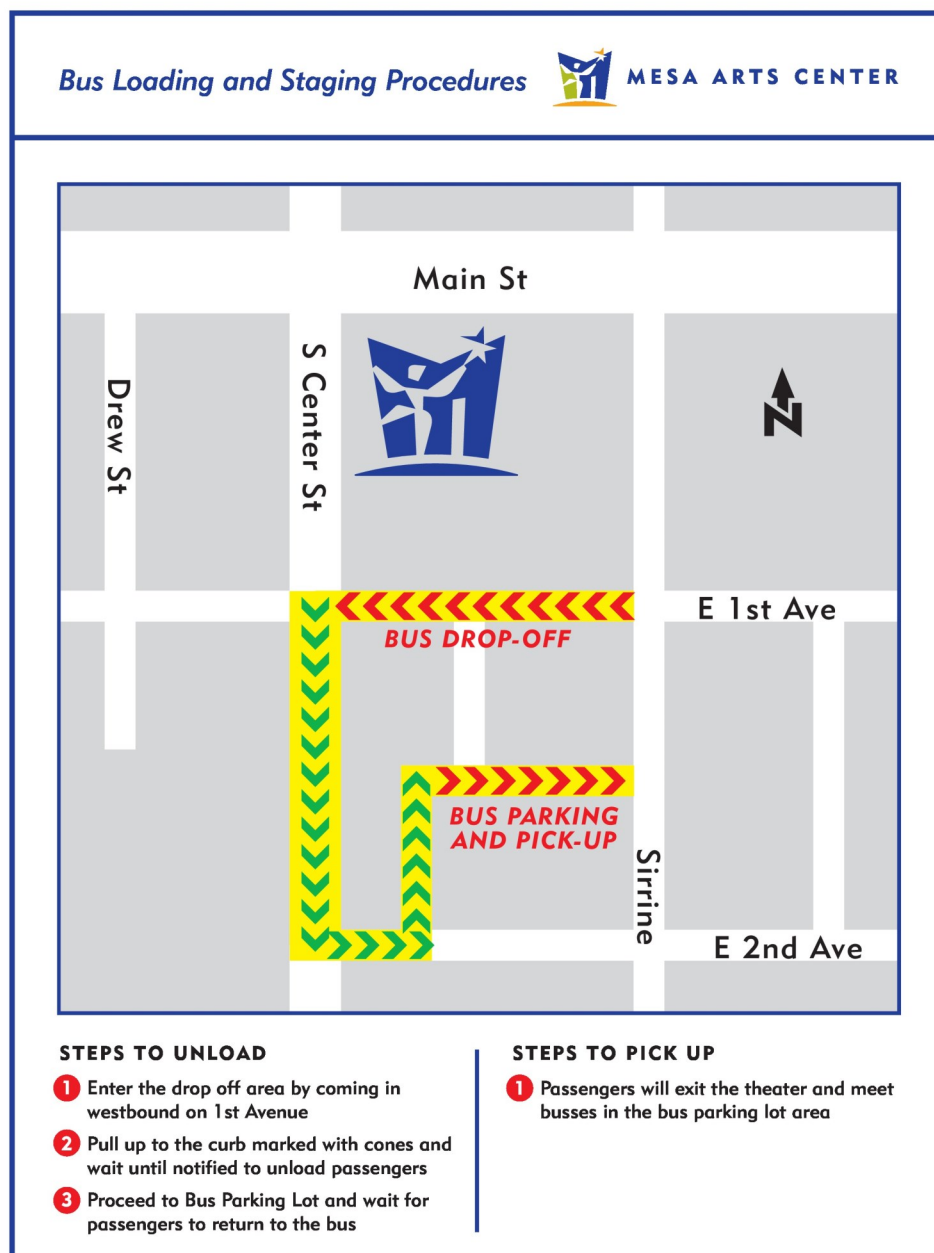 Bus Loading and Staging Procedures
MESA ARTS CENTER
Main St
Drew St
S Center St
N
E 1st Ave
BUS DROP-OFF
BUS PARKING
AND PICK-UP
Sirrine
E 2nd Ave
STEPS TO UNLOAD
1 Enter the drop off area by coming in
westbound on 1st Avenue
2 Pull up to the curb marked with cones and
wait until notified to unload passengers
3 Proceed to Bus Parking Lot and wait for
passengers to return to the bus
STEPS TO PICK UP
1 Passengers will exit the theater and meet
busses in the bus parking lot area